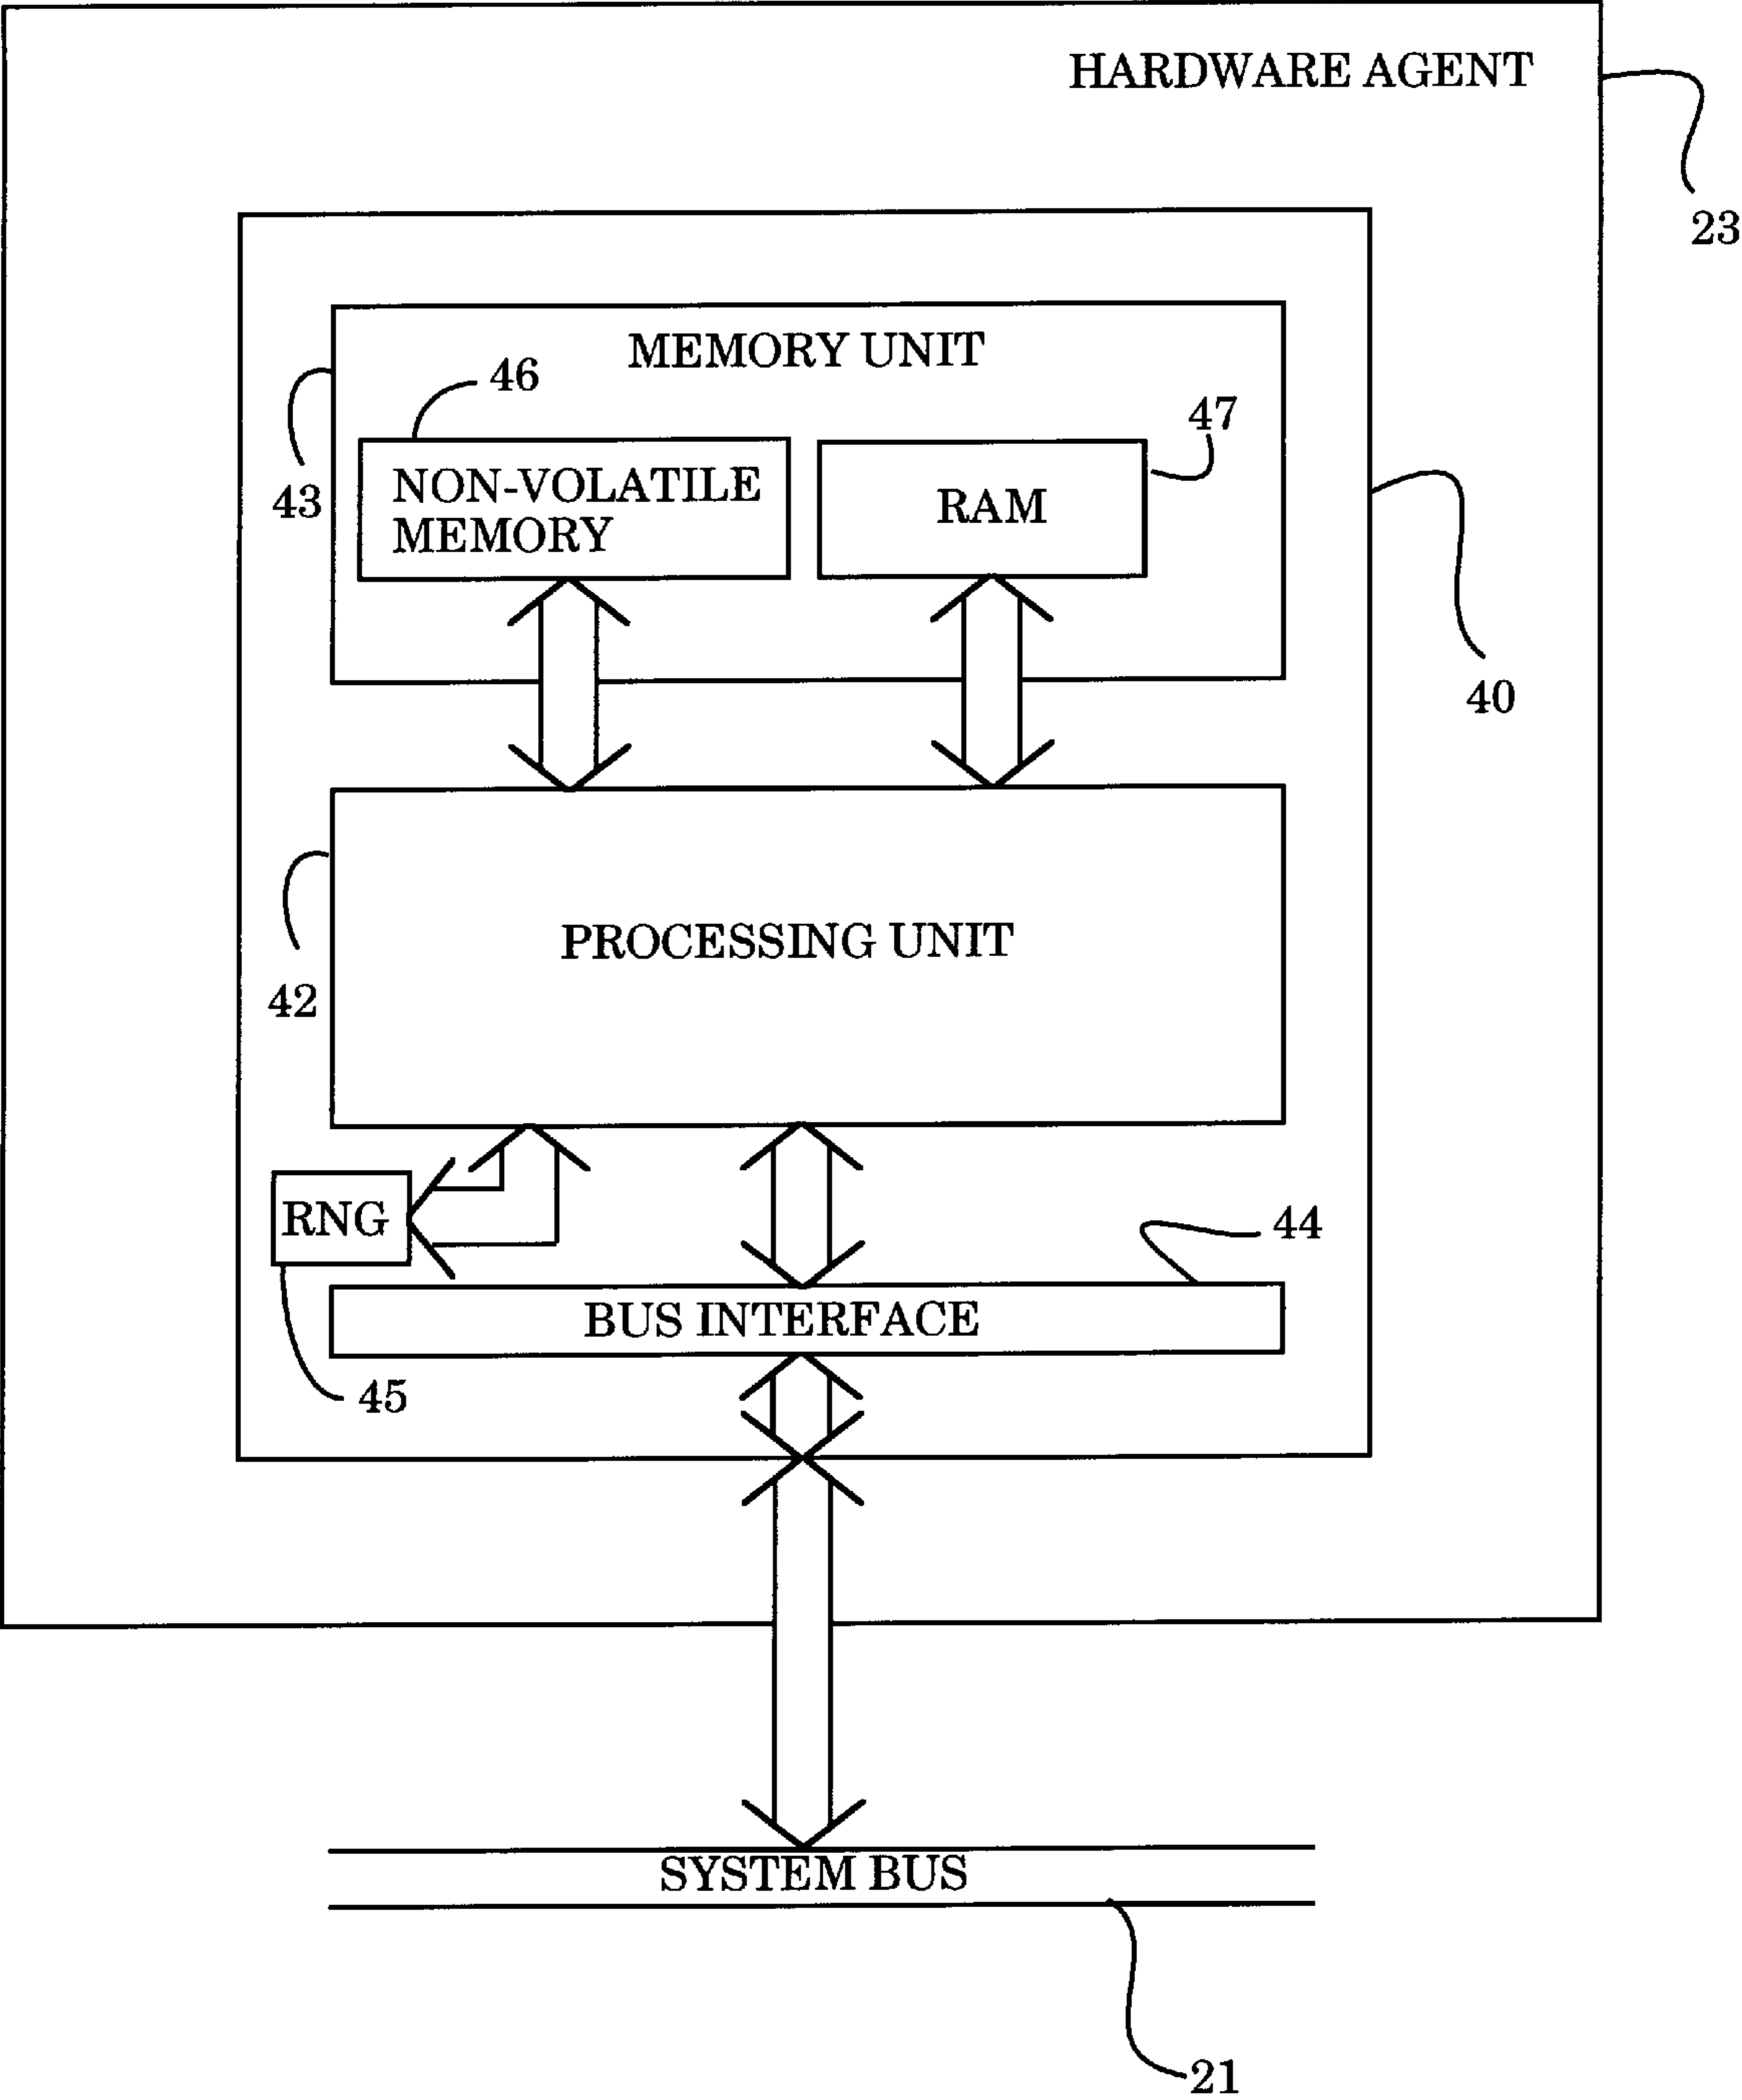 HARDWARE AGENT
23
MEMORY UNIT
46
47
43
NON-VOLATILE
MEMORY
RAM
40
PROCESSING UNIT
42
RNG
44
BUS INTERFACE
45
SYSTEM BUS
21